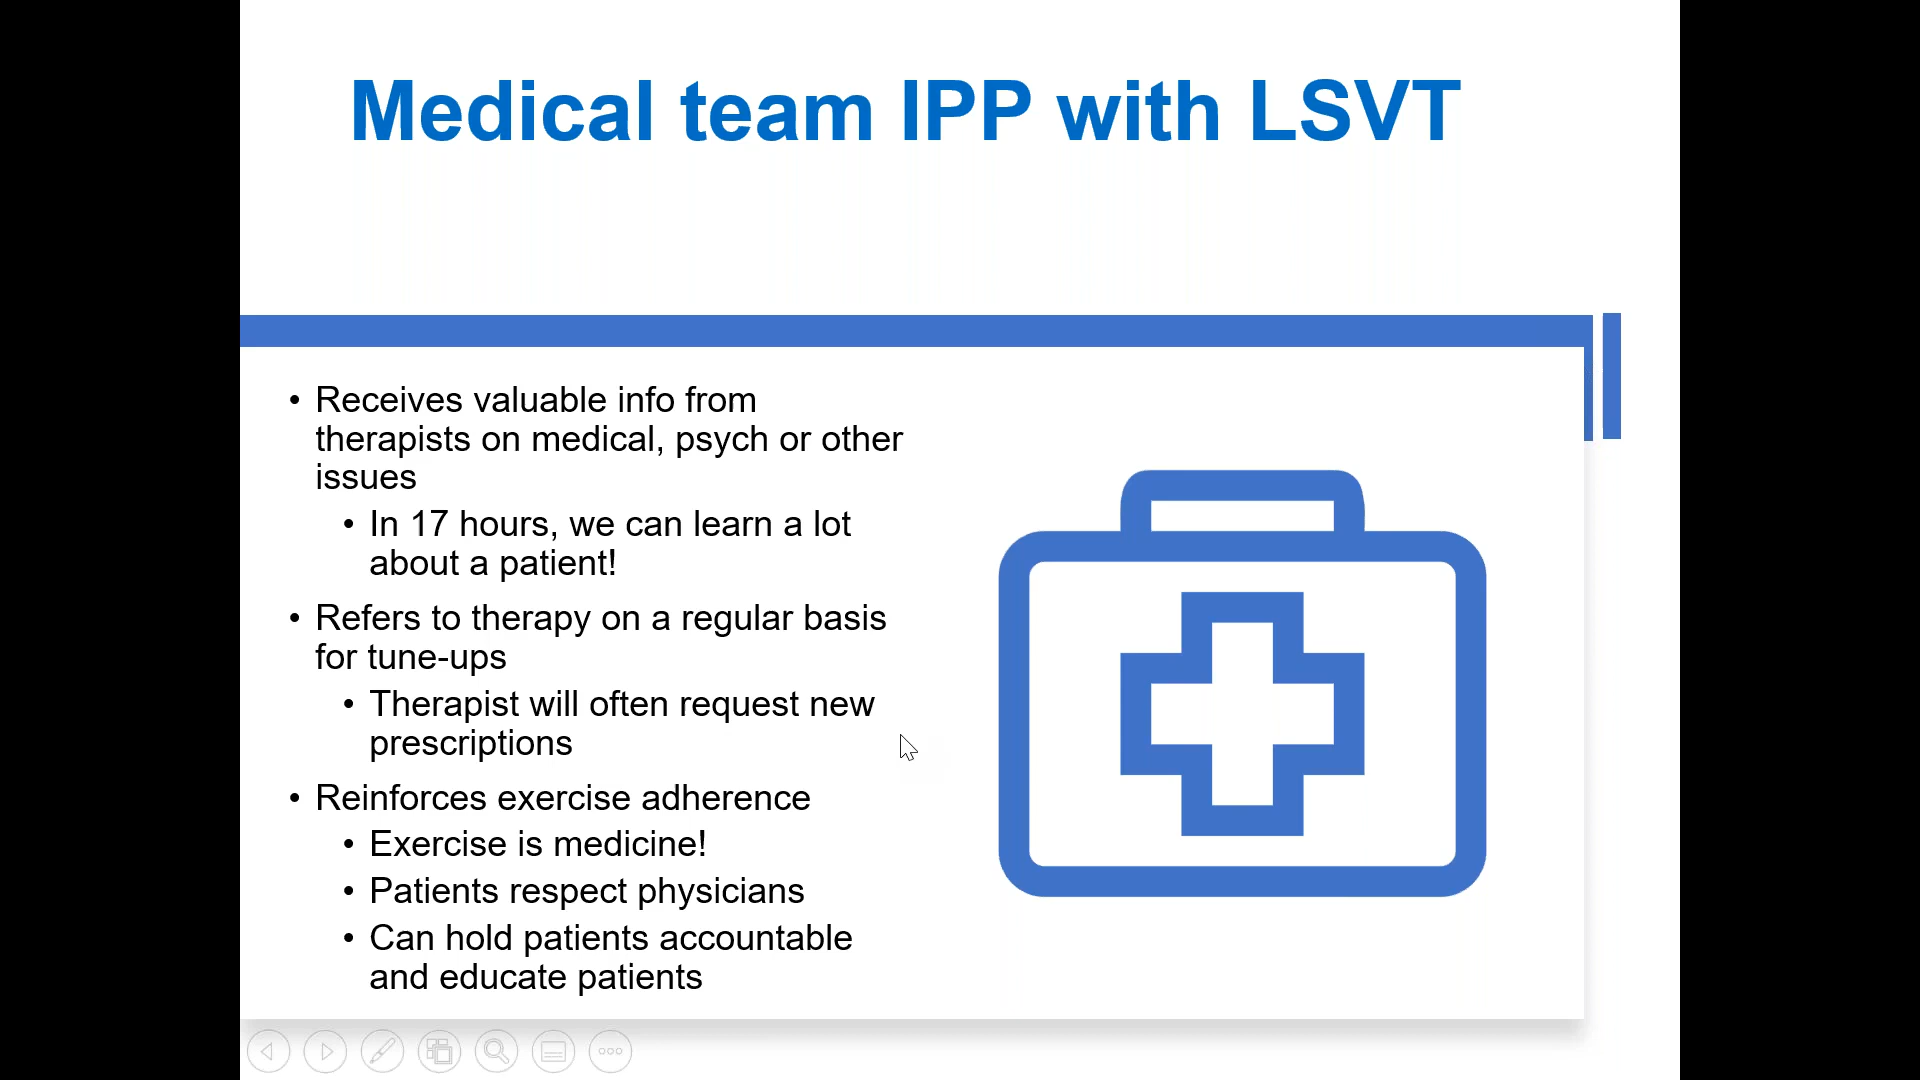 Medical team IPP with LSVT
• Receives valuable info from
therapists on medical, psych or other
issues
• In 17 hours, we can learn a lot
about a patient!
• Refers to therapy on a regular basis
for tune-ups
• Therapist will often request new
prescriptions
• Reinforces exercise adherence
• Exercise is medicine!
• Patients respect physicians
• Can hold patients accountable
and educate patients